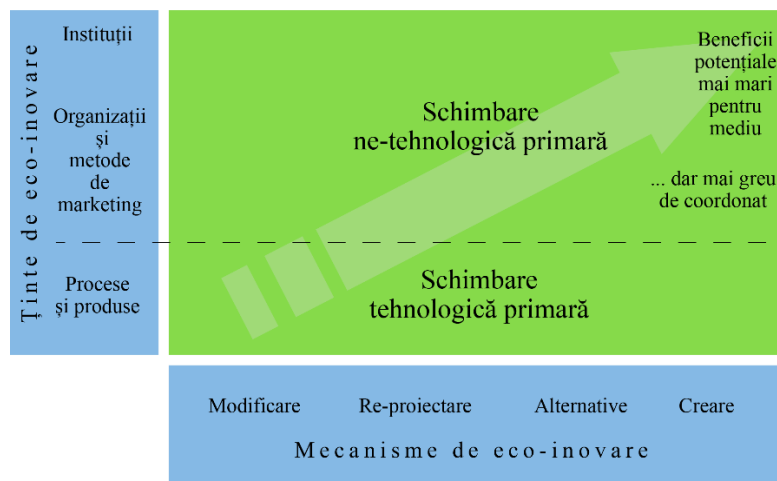 Ținte de eco-inovare
Instituții
Organizații
și
metode
de
marketing
Procese
și produse
Schimbare
ne-tehnologică primară
Schimbare
tehnologică primară
Beneficii
potențiale
mai mari
pentru
mediu
... dar mai greu
de coordonat
Modificare Re-proiectare Alternative Creare
Mecanisme de eco-inovare